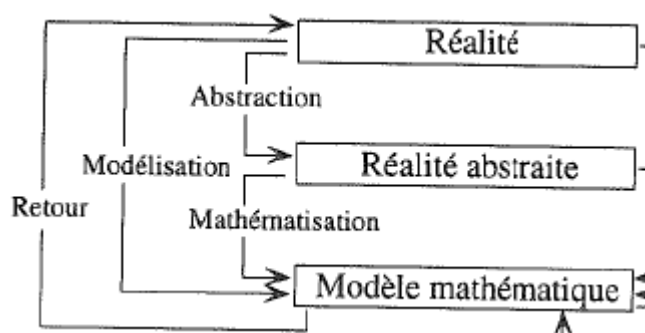 Réalité
Abstraction
Modélisation
Réalité abstraite
Retour
Mathématisation
Modèle mathématique